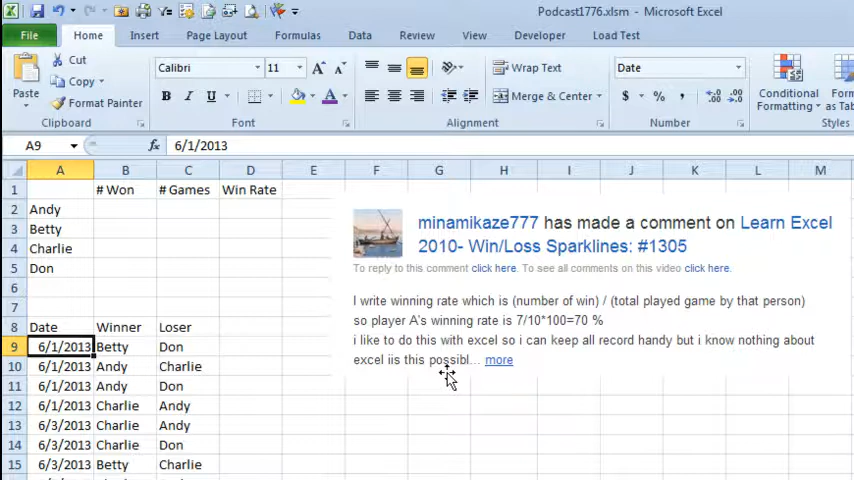 Podcast1776.xlsm - Microsoft Excel
File Home Insert Page Layout Formulas Data Review View Developer Load Test
Paste
Cut
Copy
Format Painter
Clipboard
Calibri 11
B I U
Font
Wrap Text
Merge & Center
Alignment
Date
$ % ,
Number
Conditional
Formatting
Form
as Tab
Styles
A9 fx 6/1/2013
A B C D E F G H I J K L M
1 # Won # Games Win Rate
2 Andy
3 Betty
4 Charlie
5 Don
6
7
8 Date Winner Loser
9 6/1/2013 Betty Don
10 6/1/2013 Andy Charlie
11 6/1/2013 Andy Don
12 6/1/2013 Charlie Andy
13 6/3/2013 Charlie Andy
14 6/3/2013 Charlie Don
15 6/3/2013 Betty Charlie
minamikaze777 has made a comment on Learn Excel
2010- Win/Loss Sparklines: #1305
To reply to this comment click here. To see all comments on this video click here.
I write winning rate which is (number of win) / (total played game by that person)
so player A's winning rate is 7/10*100=70 %
i like to do this with excel so i can keep all record handy but i know nothing about
excel iis this possibl... more